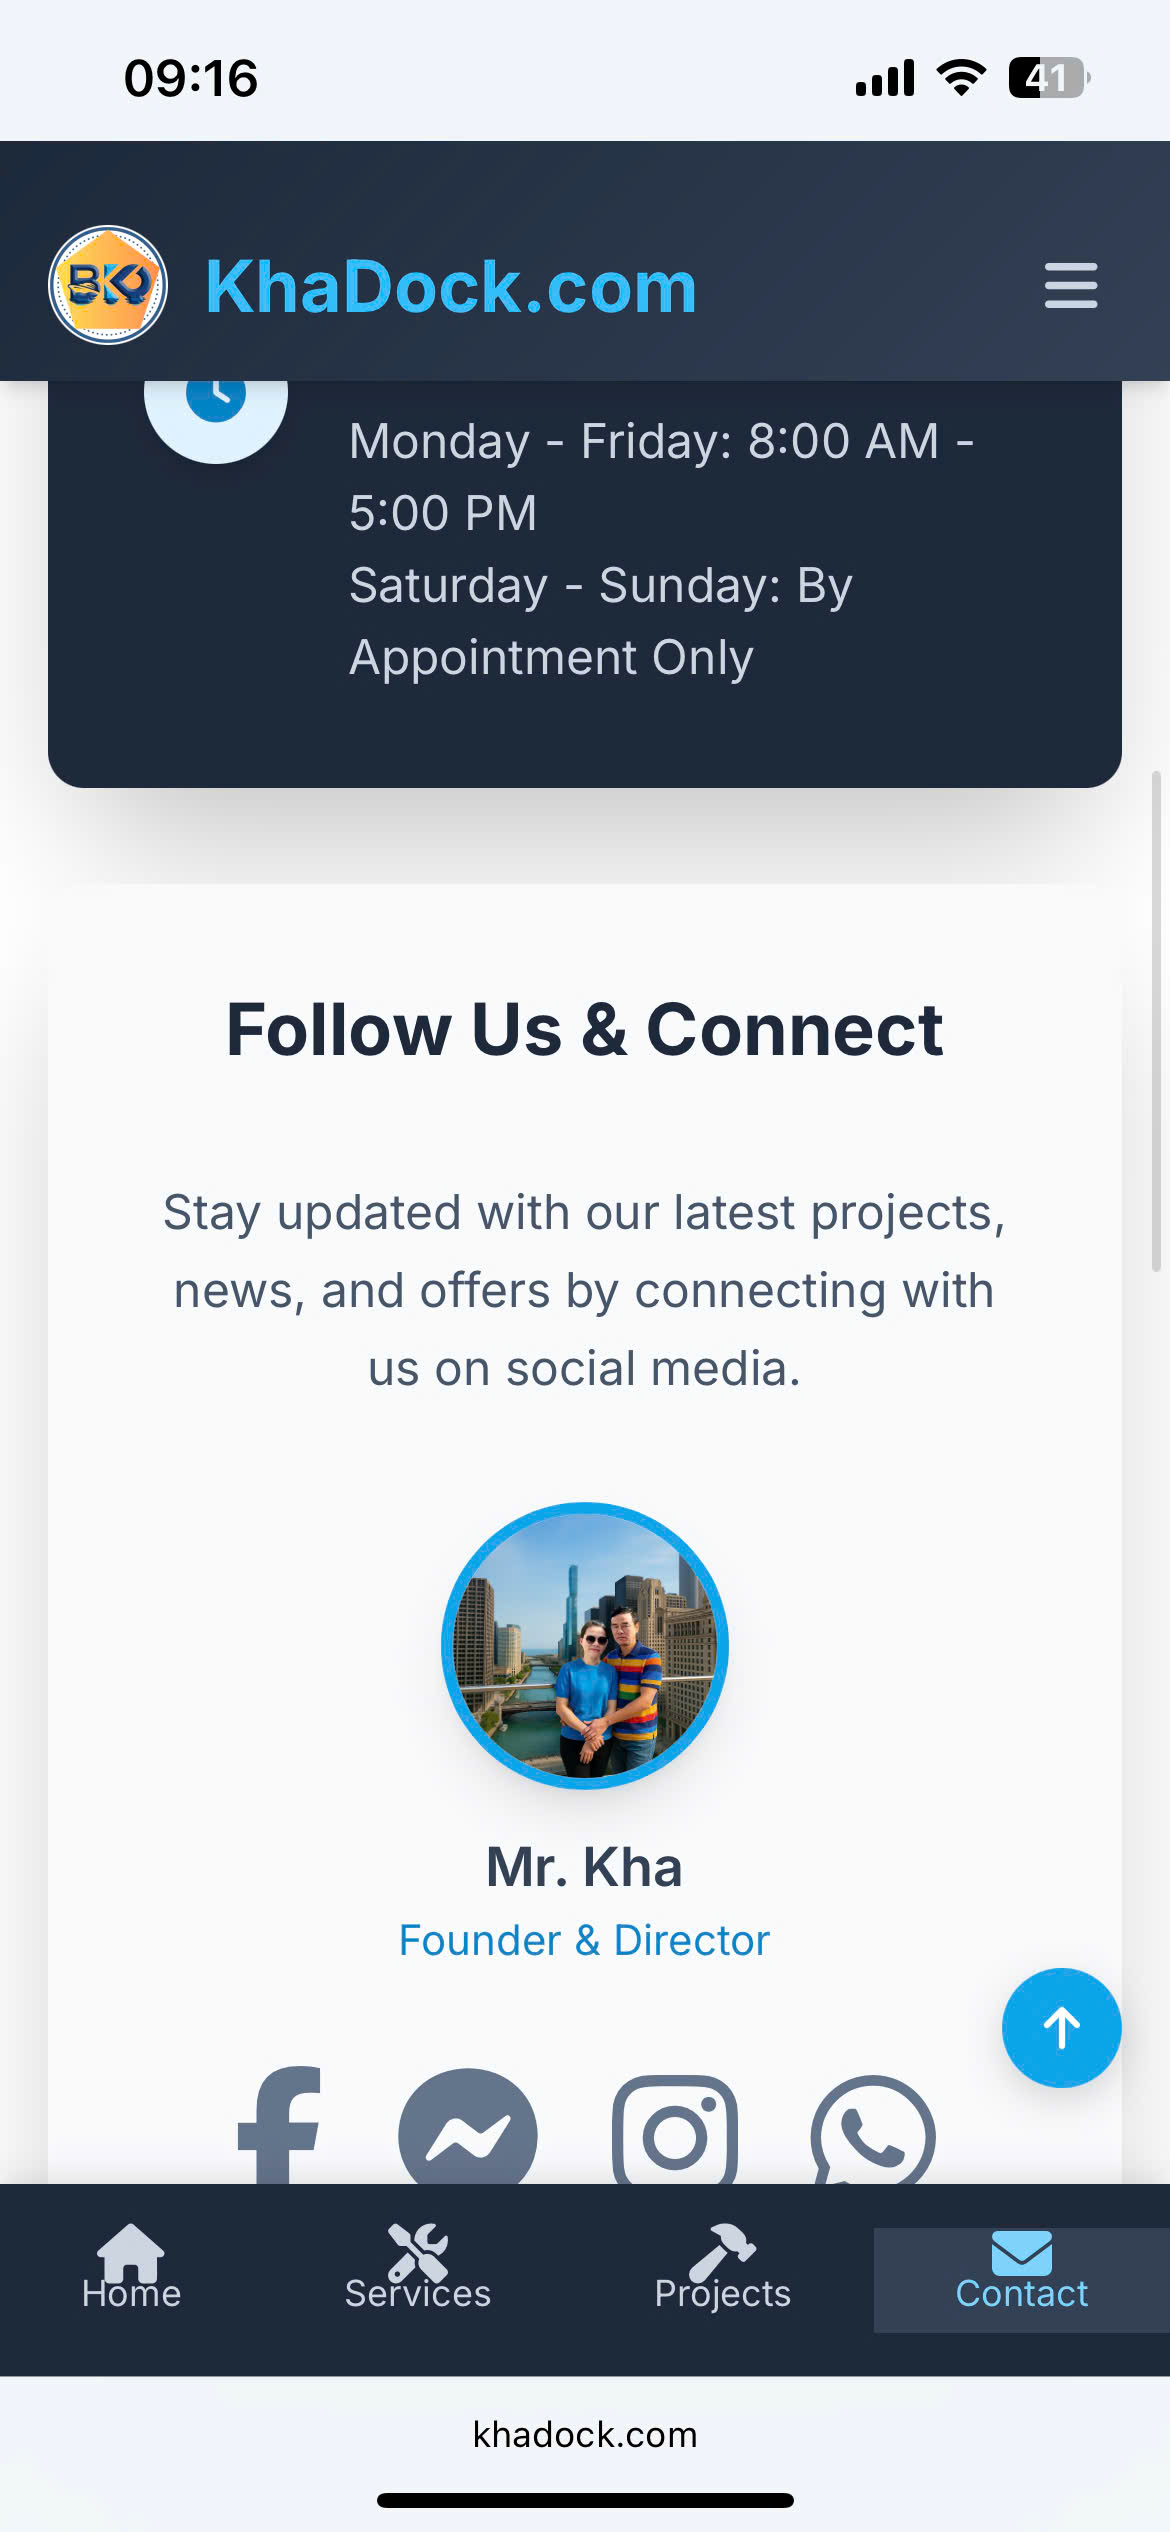 09:16
41
BKD
KhaDock.com
Monday - Friday: 8:00 AM -
5:00 PM
Saturday - Sunday: By
Appointment Only
Follow Us & Connect
Stay updated with our latest projects,
news, and offers by connecting with
us on social media.
Mr. Kha
Founder & Director
Home
Services
Projects
Contact
khadock.com